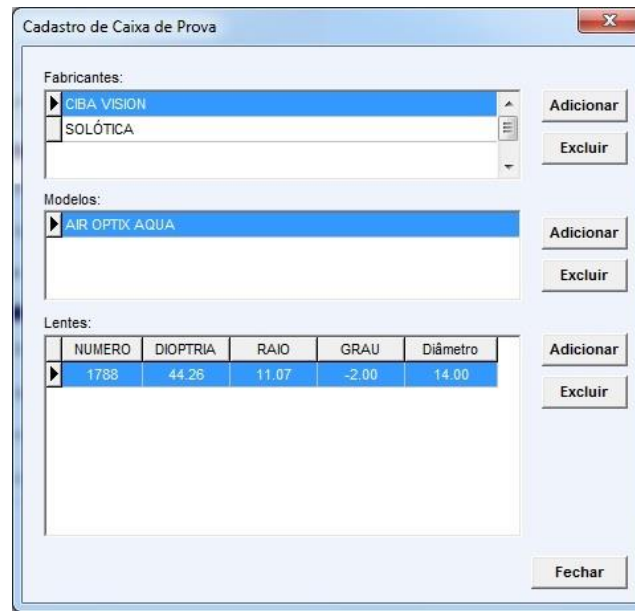 Cadastro de Caixa de Prova
Fabricantes:
CIBA VISION
SOLÓTICA
Adicionar
Excluir
Modelos:
AIR OPTIX AQUA
Adicionar
Excluir
Lentes:
NUMERO DIOPTRIA RAIO GRAU Diâmetro
1788 44.26 11.07 -2.00 14.00
Adicionar
Excluir
Fechar